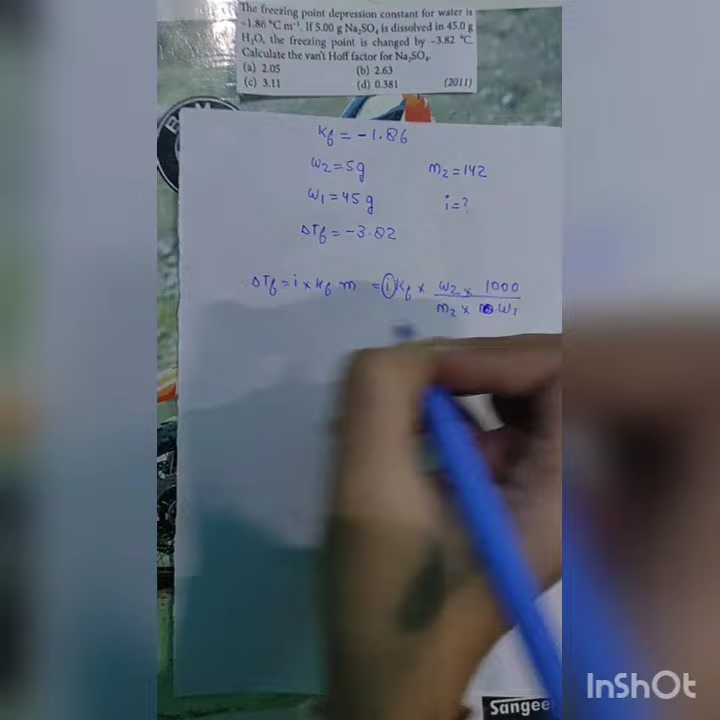 The freezing point depression constant for water is
−1.86 °C m⁻¹. If 5.00 g Na₂SO₄ is dissolved in 45.0 g
H₂O, the freezing point is changed by −3.82 °C.
Calculate the van't Hoff factor for Na₂SO₄.
(a) 2.05 (b) 2.63
(c) 3.11 (d) 0.381 (2011)
Kf = −1.86
w₂ = 5g m₂ = 142
w₁ = 45g i = ?
ΔTf = −3.82
ΔTf = i × Kf m = i Kf × w₂ × 1000 / m₂ × w₁
Sangee
InShOt